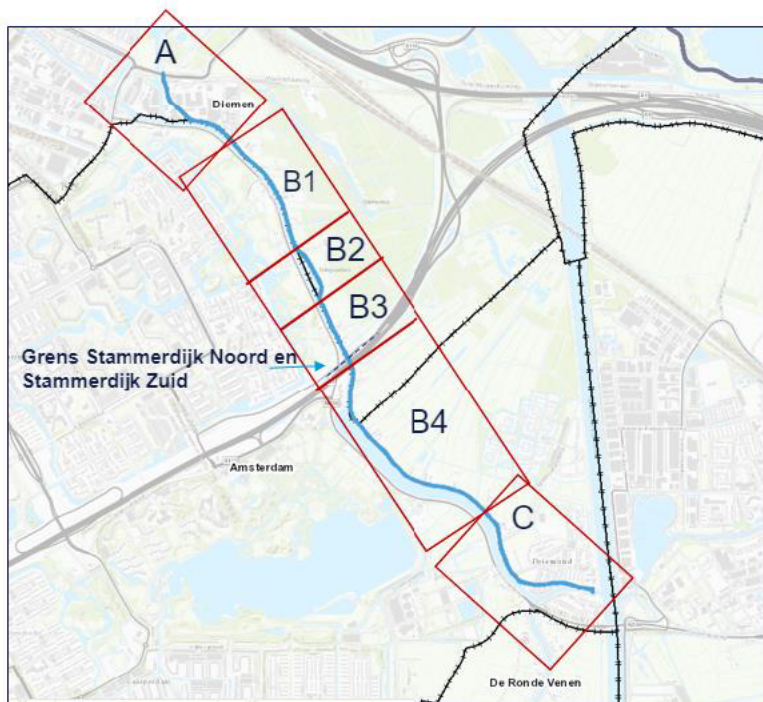 A
Diemen
B1
B2
B3
Grens Stammerdijk Noord en
Stammerdijk Zuid
B4
Amsterdam
C
Driemond
De Ronde Venen